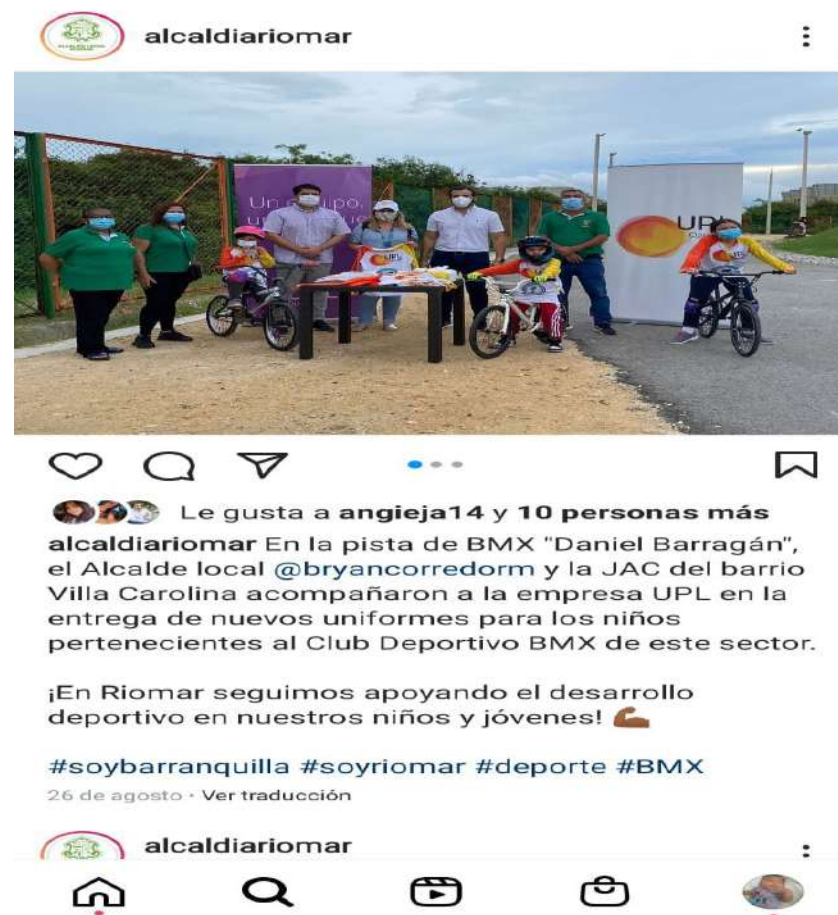 alcaldiariomar
Un equipo,
UPL
UPL
UPL
Le gusta a angieja14 y 10 personas más
alcaldiariomar En la pista de BMX "Daniel Barragán",
el Alcalde local @bryancorredorm y la JAC del barrio
Villa Carolina acompañaron a la empresa UPL en la
entrega de nuevos uniformes para los niños
pertenecientes al Club Deportivo BMX de este sector.
¡En Riomar seguimos apoyando el desarrollo
deportivo en nuestros niños y jóvenes! 💪🏾
#soybarranquilla #soyriomar #deporte #BMX
26 de agosto · Ver traducción
alcaldiariomar